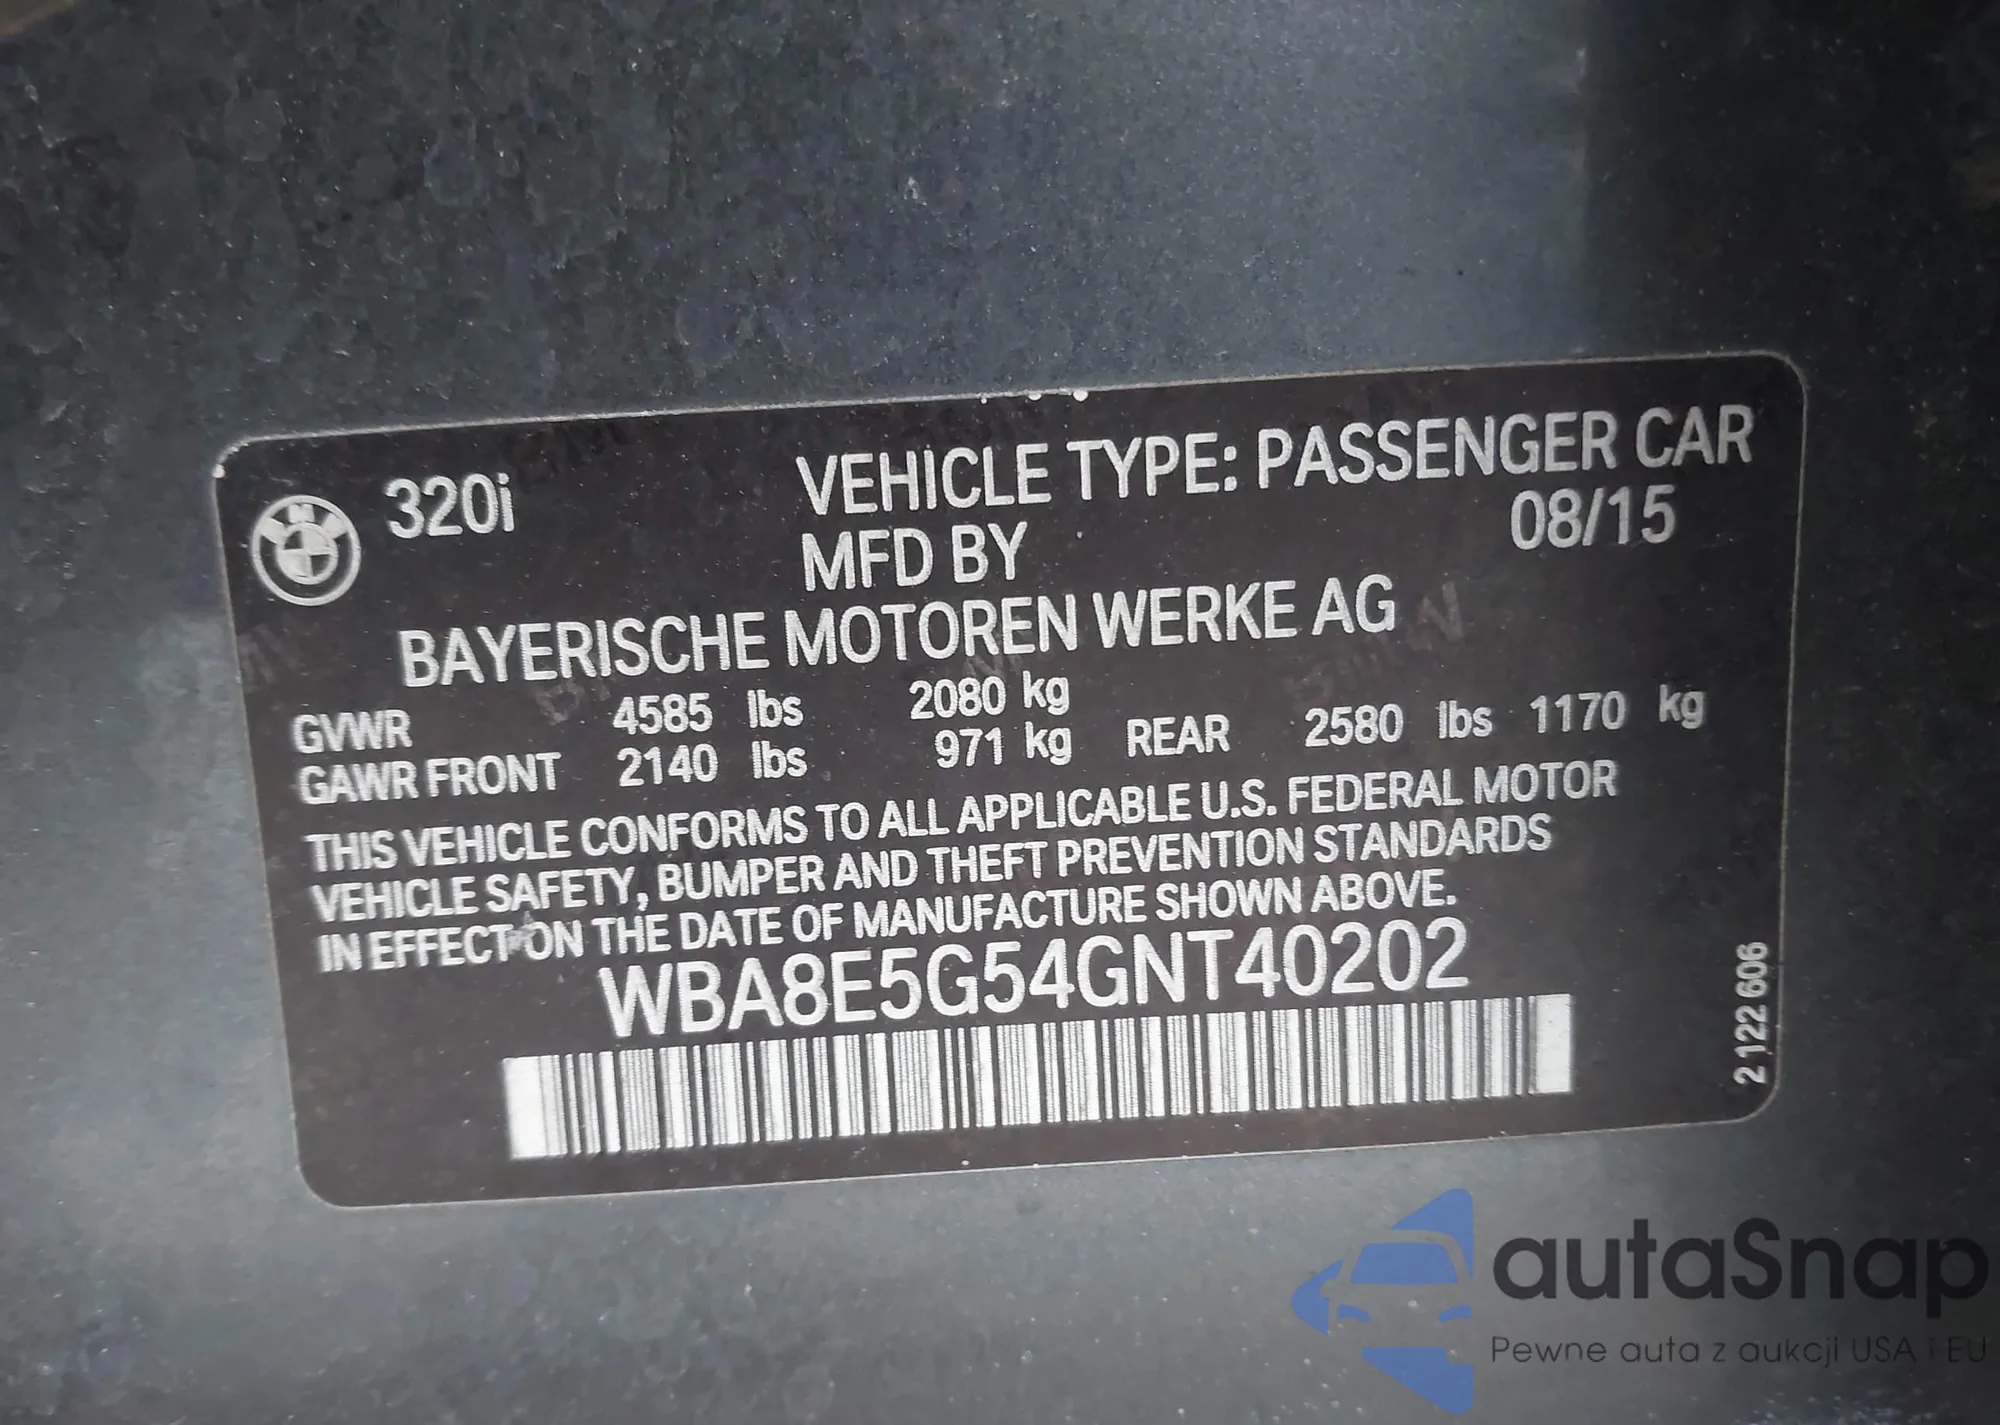 320i
VEHICLE TYPE: PASSENGER CAR
MFD BY 08/15
BAYERISCHE MOTOREN WERKE AG
GVWR 4585 lbs 2080 kg
GAWR FRONT 2140 lbs 971 kg REAR 2580 lbs 1170 kg
THIS VEHICLE CONFORMS TO ALL APPLICABLE U.S. FEDERAL MOTOR
VEHICLE SAFETY, BUMPER AND THEFT PREVENTION STANDARDS
IN EFFECT ON THE DATE OF MANUFACTURE SHOWN ABOVE.
WBA8E5G54GNT40202
2 122 606
autaSnap
Pewne auta z aukcji USA i EU